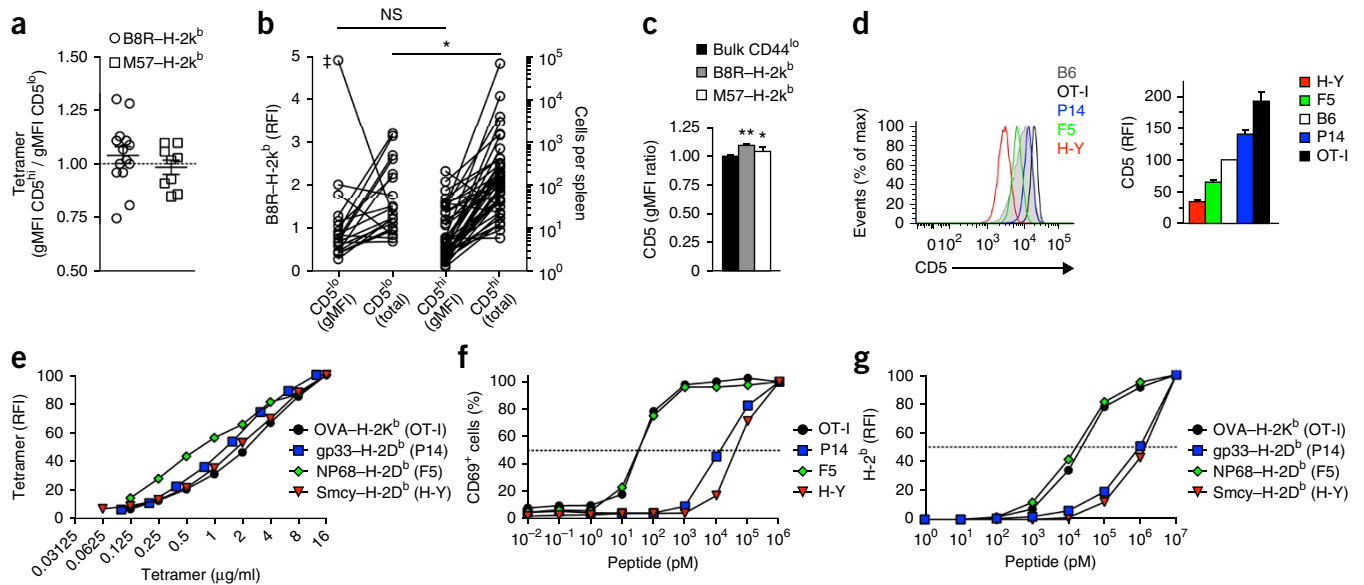 a
○ B8R–H-2kᵇ
□ M57–H-2kᵇ
Tetramer
(gMFI CD5ʰⁱ / gMFI CD5ˡᵒ)
1.50
1.25
1.00
0.75
0.50
b
NS
*
‡
B8R–H-2kᵇ (RFI)
5
4
3
2
1
0
Cells per spleen
10⁵
10⁴
10³
10²
10¹
10⁰
CD5ˡᵒ
(gMFI)
CD5ˡᵒ
(total)
CD5ʰⁱ
(gMFI)
CD5ʰⁱ
(total)
c
Bulk CD44ˡᵒ
B8R–H-2kᵇ
M57–H-2kᵇ
CD5 (gMFI ratio)
1.25
1.00
0.75
0.50
0.25
0
** *
d
B6
OT-I
P14
F5
H-Y
Events (% of max)
100
80
60
40
20
0
0 10² 10³ 10⁴ 10⁵
CD5
CD5 (RFI)
200
150
100
50
0
H-Y
F5
B6
P14
OT-I
e
Tetramer (RFI)
100
80
60
40
20
0
0.03125 0.0625 0.125 0.25 0.5 1 2 4 8 16
Tetramer (μg/ml)
OVA–H-2Kᵇ (OT-I)
gp33–H-2Dᵇ (P14)
NP68–H-2Dᵇ (F5)
Smcy–H-2Dᵇ (H-Y)
f
CD69⁺ cells (%)
100
80
60
40
20
0
10⁻² 10⁻¹ 10⁰ 10¹ 10² 10³ 10⁴ 10⁵ 10⁶
Peptide (pM)
OT-I
P14
F5
H-Y
g
H-2ᵇ (RFI)
100
80
60
40
20
0
10⁰ 10¹ 10² 10³ 10⁴ 10⁵ 10⁶ 10⁷
Peptide (pM)
OVA–H-2Kᵇ (OT-I)
gp33–H-2Dᵇ (P14)
NP68–H-2Dᵇ (F5)
Smcy–H-2Dᵇ (H-Y)